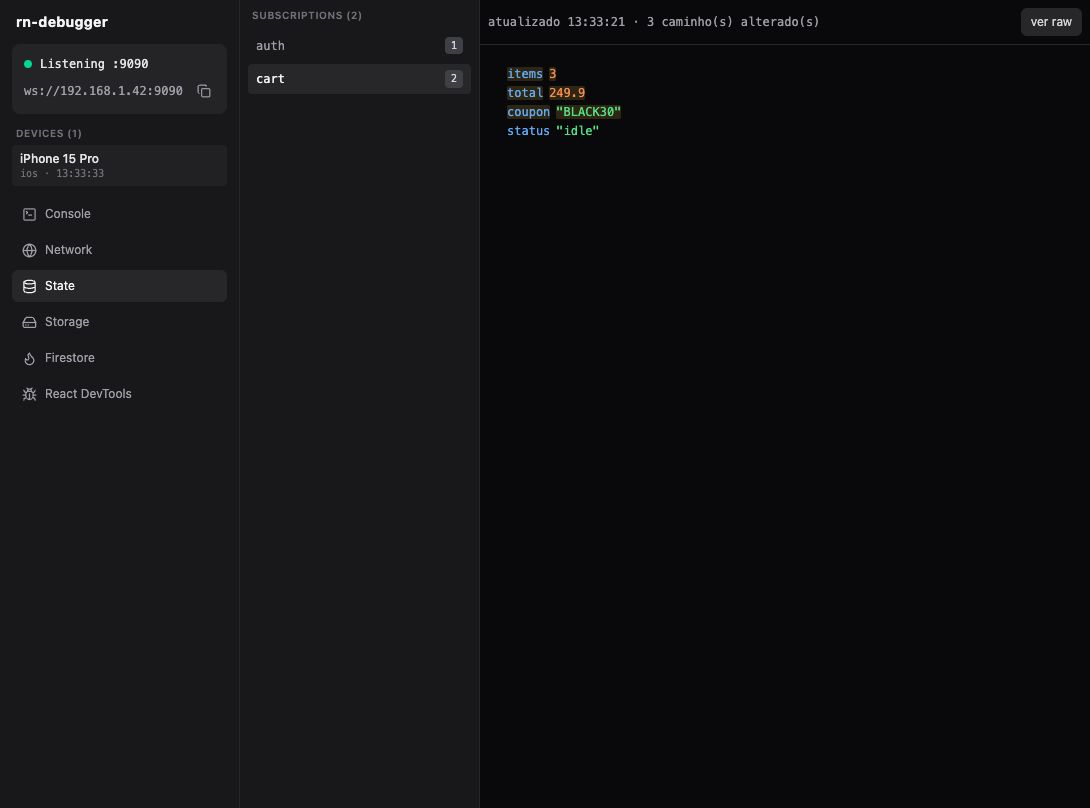 rn-debugger
Listening :9090
ws://192.168.1.42:9090
DEVICES (1)
iPhone 15 Pro
ios · 13:33:33
Console
Network
State
Storage
Firestore
React DevTools
SUBSCRIPTIONS (2)
auth 1
cart 2
atualizado 13:33:21 · 3 caminho(s) alterado(s)
ver raw
items 3
total 249.9
coupon "BLACK30"
status "idle"